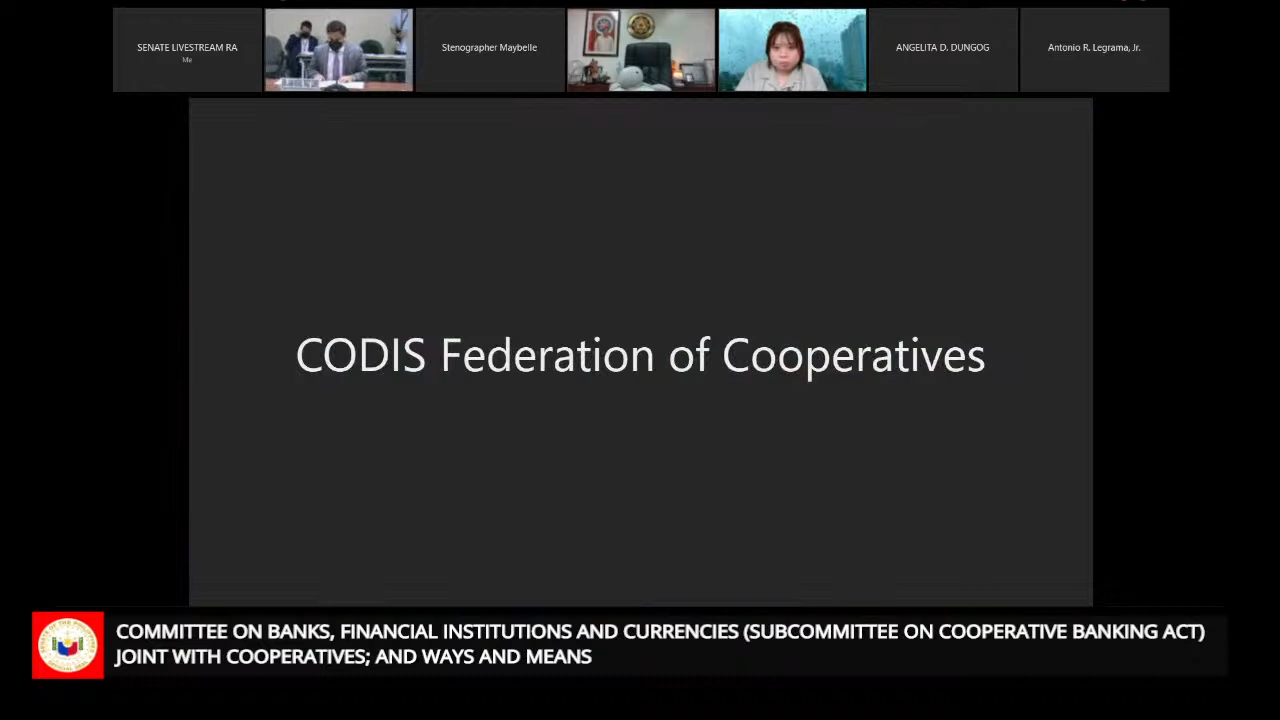 SENATE LIVESTREAM RA
Me
Stenographer Maybelle
ANGELITA D. DUNGOG
Antonio R. Legrama, Jr.
CODIS Federation of Cooperatives
COMMITTEE ON BANKS, FINANCIAL INSTITUTIONS AND CURRENCIES (SUBCOMMITTEE ON COOPERATIVE BANKING ACT)
JOINT WITH COOPERATIVES; AND WAYS AND MEANS